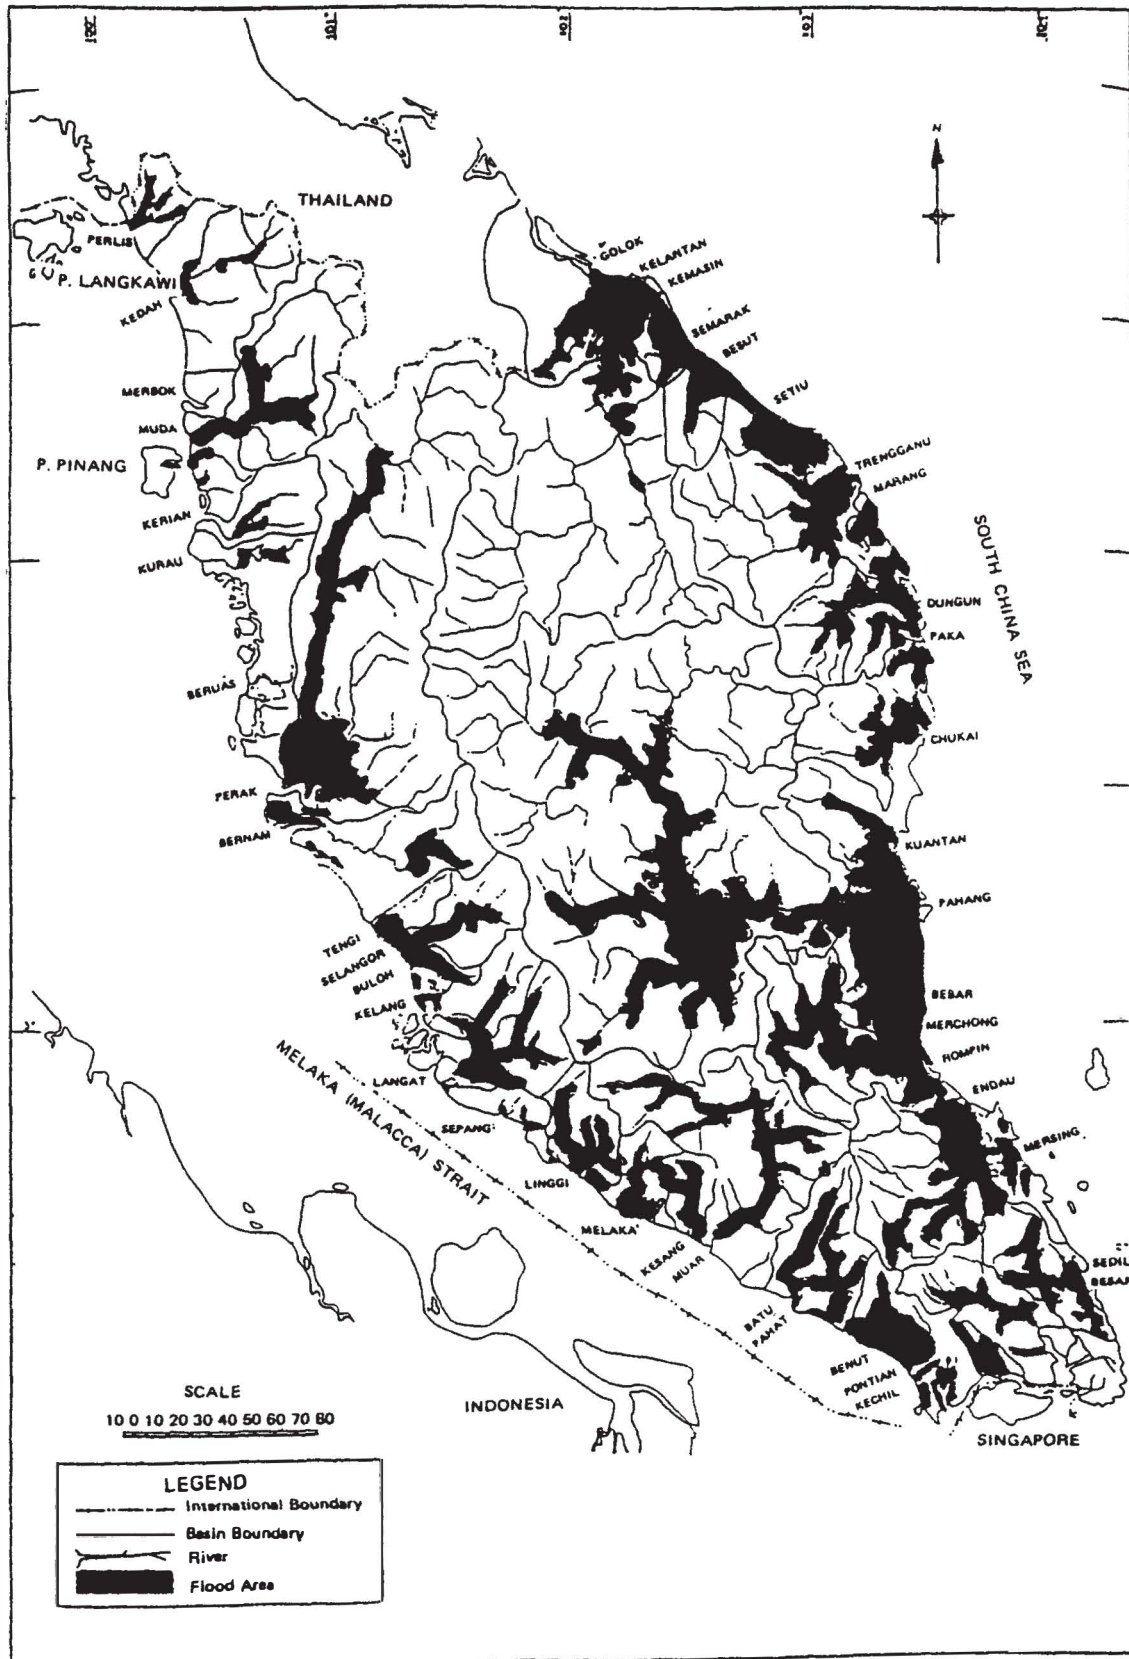 101°
THAILAND
N
PERLIS
P. LANGKAWI
KEDAH
GOLOK
KELANTAN
KEMASIN
SEMARAK
BESUT
SETIU
MERBOK
MUDA
P. PINANG
TRENGGANU
MARANG
KERIAN
KURAU
SOUTH CHINA SEA
DUNGUN
PAKA
BERUAS
CHUKAI
PERAK
BERNAM
KUANTAN
PAHANG
TENGI
SELANGOR
BULOH
KELANG
BESAR
MERCHONG
ROMPIN
LANGAT
ENDAU
MELAKA (MALACCA) STRAIT
SEPANG
MERSING
LINGGI
MELAKA
KESANG
MUAR
SEDILI
BESAR
BATU
PAHAT
BENUT
PONTIAN
KECHIL
SCALE
10 0 10 20 30 40 50 60 70 80
INDONESIA
SINGAPORE
LEGEND
International Boundary
Basin Boundary
River
Flood Area